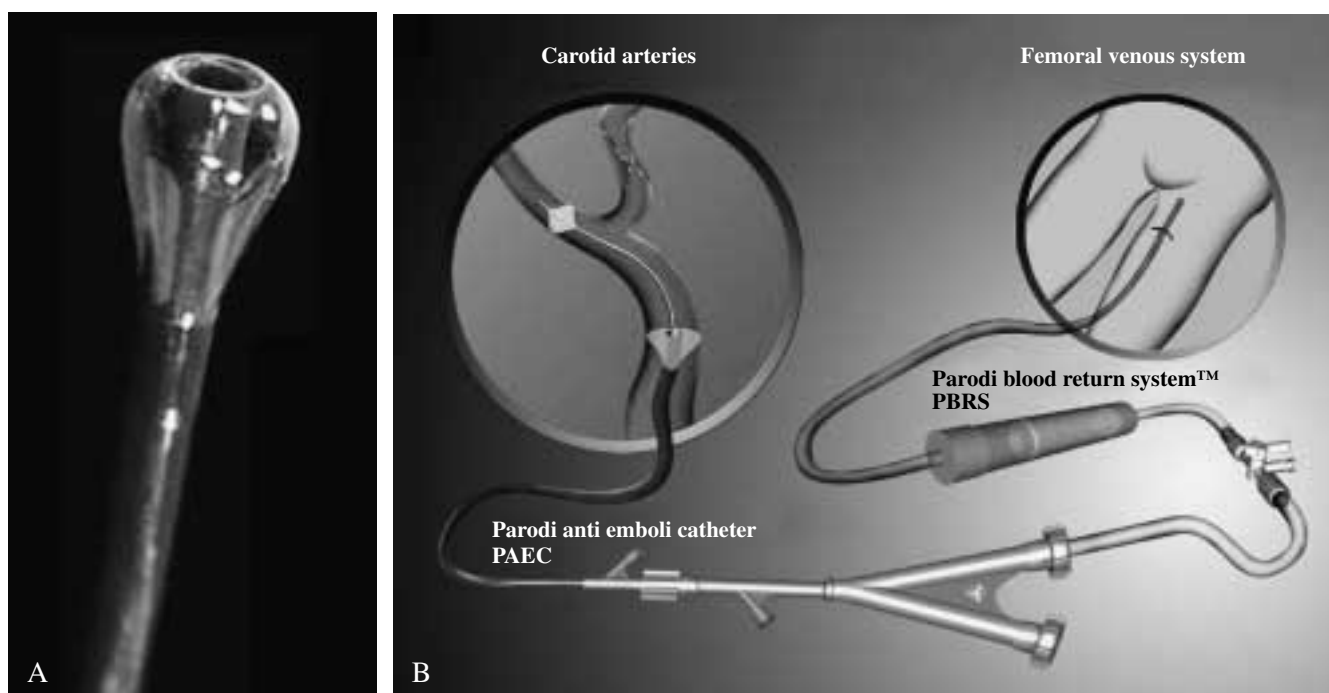 Carotid arteries
Femoral venous system
Parodi blood return system™
PBRS
Parodi anti emboli catheter
PAEC
A
B